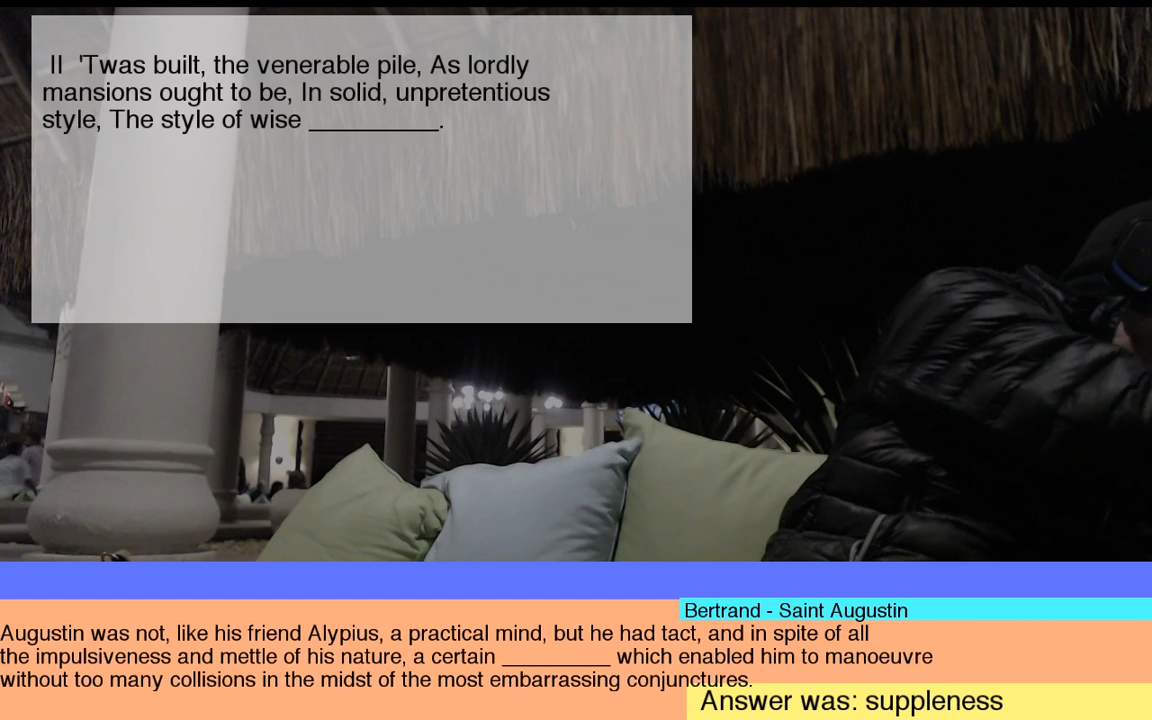 II 'Twas built, the venerable pile, As lordly
mansions ought to be, In solid, unpretentious
style, The style of wise __________.
Bertrand - Saint Augustin
Augustin was not, like his friend Alypius, a practical mind, but he had tact, and in spite of all
the impulsiveness and mettle of his nature, a certain __________ which enabled him to manoeuvre
without too many collisions in the midst of the most embarrassing conjunctures.
Answer was: suppleness